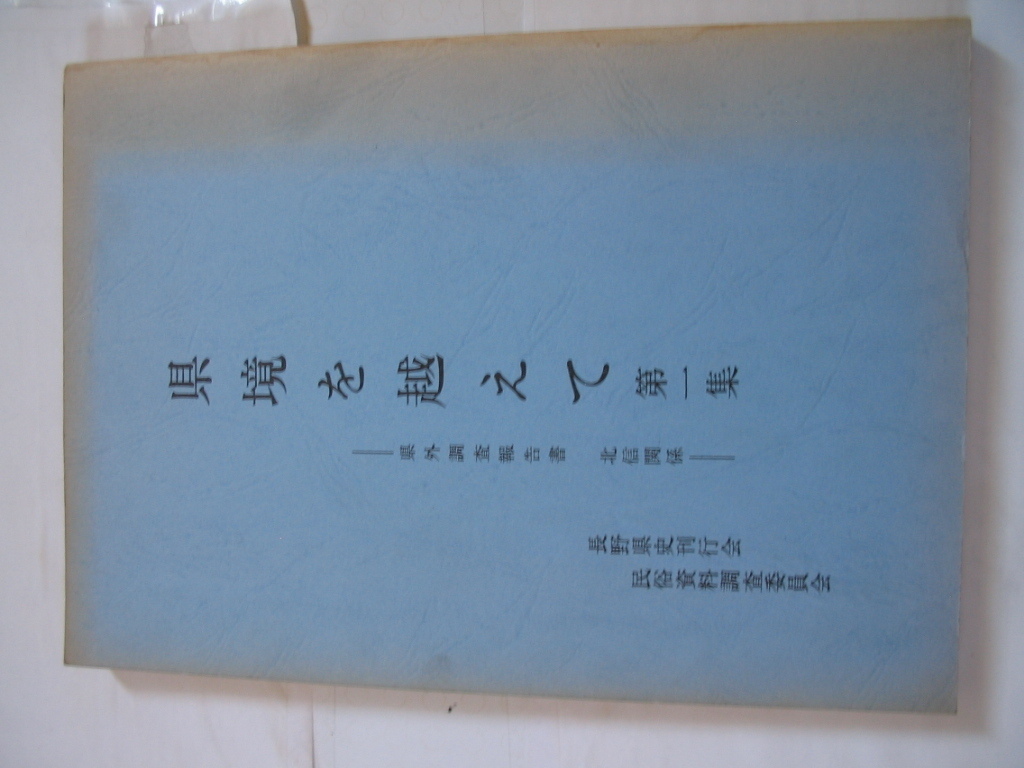 県境を越えて 第一集
──県外調査報告書 北信関係──
長野県史刊行会
民俗資料調査委員会